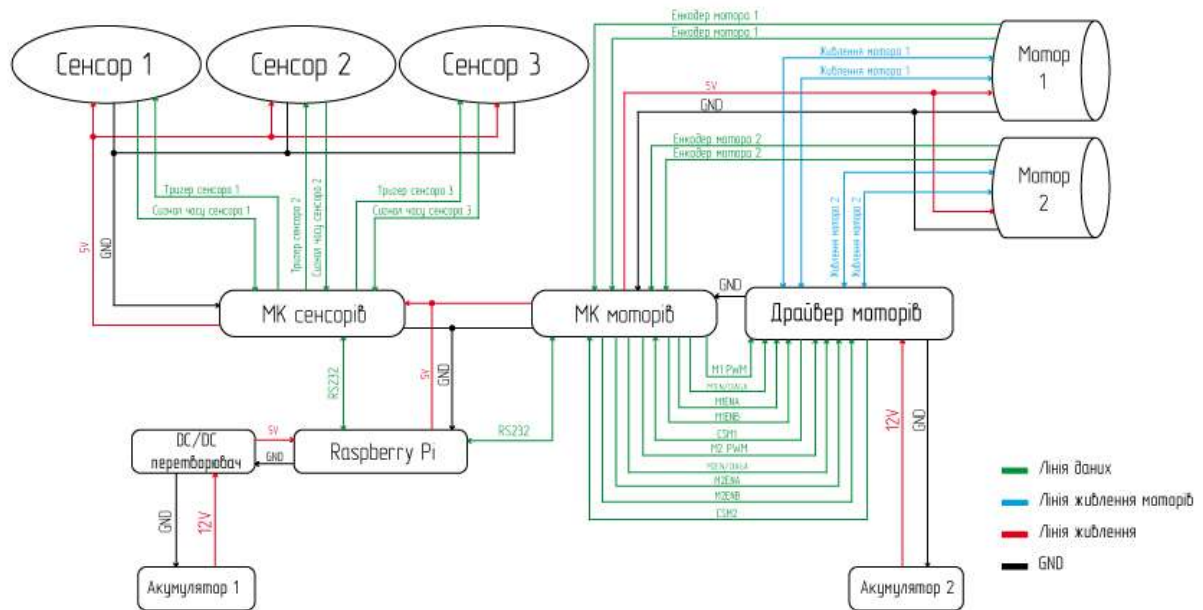 Енкодер мотора 1
Енкодер мотора 1
Сенсор 1
Сенсор 2
Сенсор 3
Живлення мотора 1
Живлення мотора 1
Мотор
1
5V
GND
Енкодер мотора 2
Енкодер мотора 2
Мотор
2
Тригер сенсора 1
Сигнал часу сенсора 1
Тригер сенсора 2
Сигнал часу сенсора 2
Тригер сенсора 3
Сигнал часу сенсора 3
Живлення мотора 2
Живлення мотора 2
5V
GND
GND
МК сенсорів
МК моторів
Драйвер моторів
RS232
5V
GND
M1 PWM
M1EN/DIAGA
M1ENA
M1ENB
CSM1
M2 PWM
M2EN/DIAGA
M2ENA
M2ENB
CSM2
12V
GND
RS232
DC/DC
перетворювач
5V
GND
Raspberry Pi
GND
12V
Акумулятор 1
Акумулятор 2
Лінія даних
Лінія живлення моторів
Лінія живлення
GND